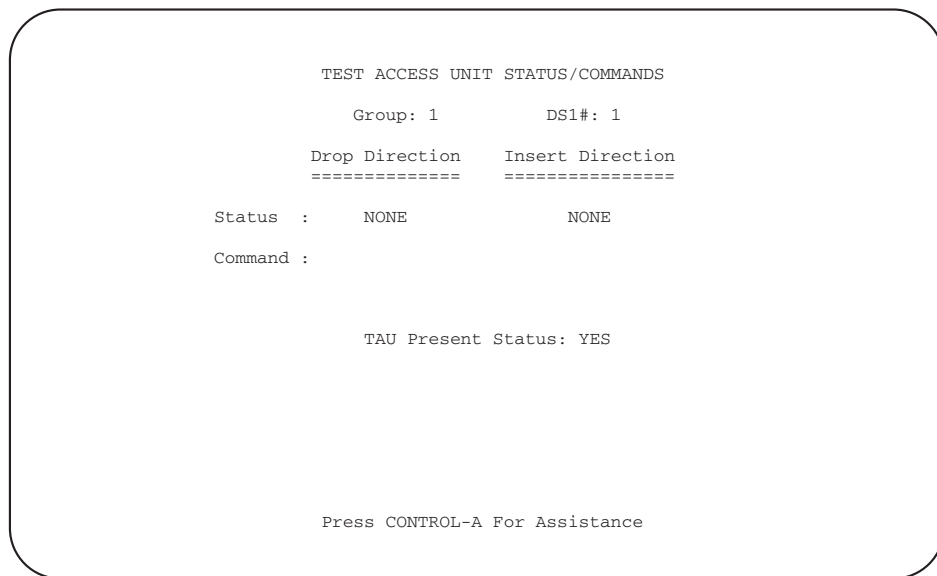 TEST ACCESS UNIT STATUS/COMMANDS
Group: 1 DS1#: 1
Drop Direction Insert Direction
============== ================
Status : NONE NONE
Command :
TAU Present Status: YES
Press CONTROL-A For Assistance